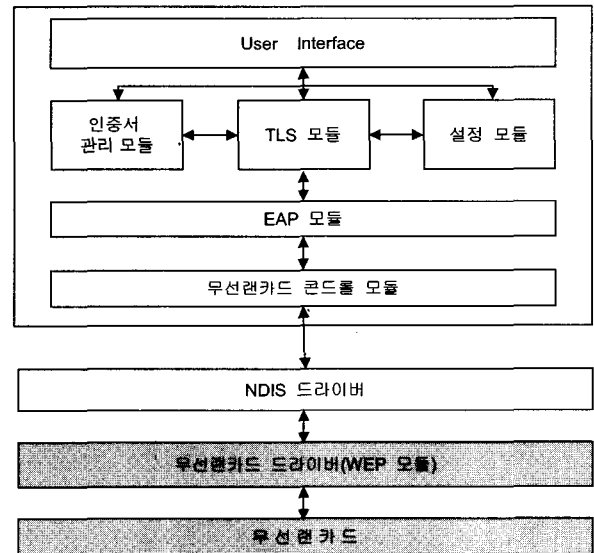 User Interface
인증서
관리 모듈
TLS 모듈
설정 모듈
EAP 모듈
무선랜카드 콘드롤 모듈
NDIS 드라이버
무선랜카드 드라이버(WEP 모듈)
무선랜카드